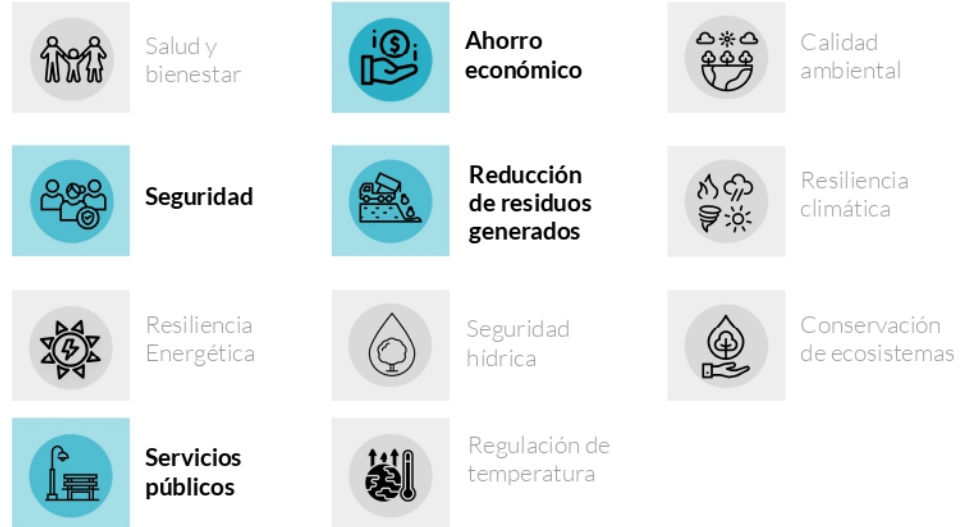 Salud y
bienestar
Ahorro
económico
Calidad
ambiental
Seguridad
Reducción
de residuos
generados
Resiliencia
climática
Resiliencia
Energética
Seguridad
hídrica
Conservación
de ecosistemas
Servicios
públicos
Regulación de
temperatura